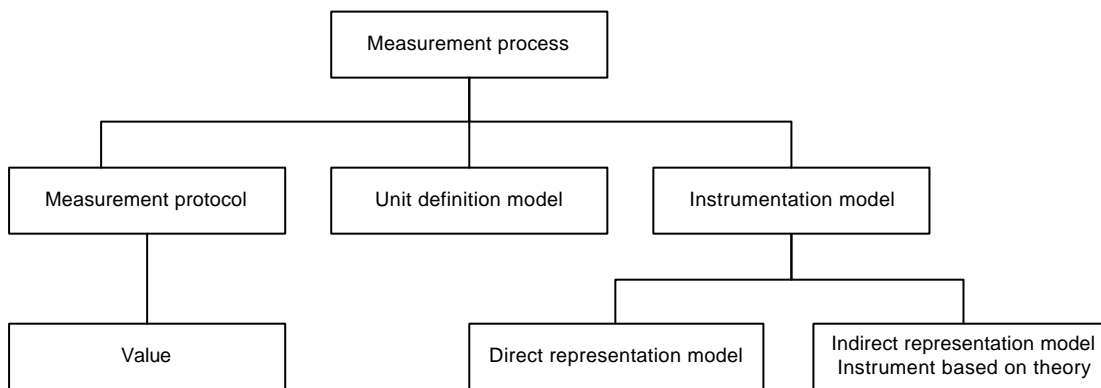 Measurement process
Measurement protocol
Unit definition model
Instrumentation model
Value
Direct representation model
Indirect representation model
Instrument based on theory